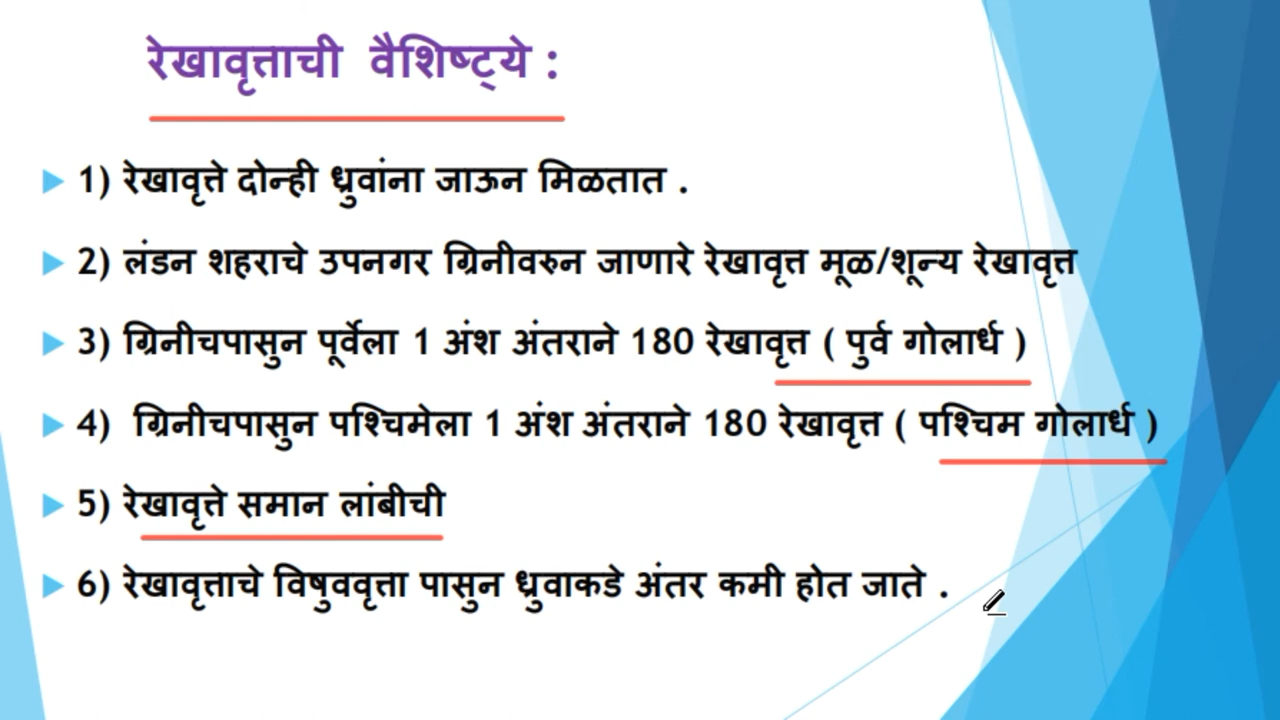 रेखावृत्ताची वैशिष्ट्ये :
1) रेखावृत्ते दोन्ही ध्रुवांना जाऊन मिळतात .
2) लंडन शहराचे उपनगर ग्रिनीवरुन जाणारे रेखावृत्त मूळ/शून्य रेखावृत्त
3) ग्रिनीचपासुन पूर्वेला 1 अंश अंतराने 180 रेखावृत्त ( पुर्व गोलार्ध )
4) ग्रिनीचपासुन पश्चिमेला 1 अंश अंतराने 180 रेखावृत्त ( पश्चिम गोलार्ध )
5) रेखावृत्ते समान लांबीची
6) रेखावृत्ताचे विषुववृत्ता पासुन ध्रुवाकडे अंतर कमी होत जाते .